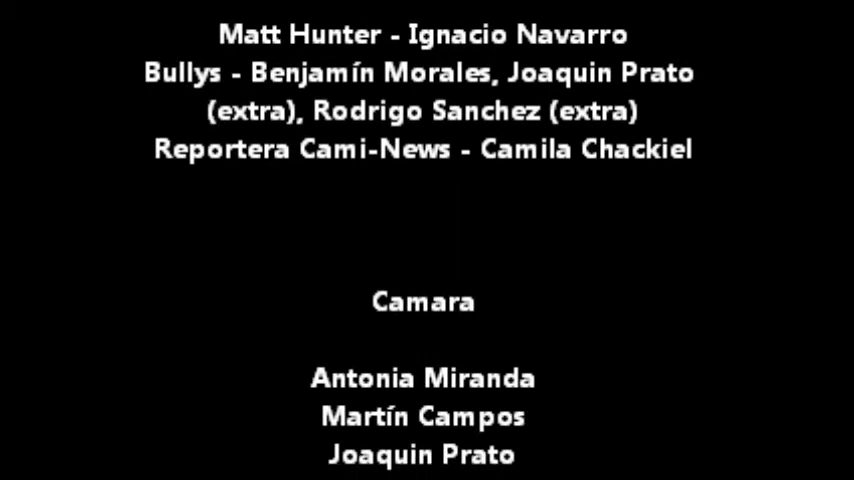 Matt Hunter - Ignacio Navarro
Bullys - Benjamín Morales, Joaquin Prato
(extra), Rodrigo Sanchez (extra)
Reportera Cami-News - Camila Chackiel
Camara
Antonia Miranda
Martín Campos
Joaquin Prato